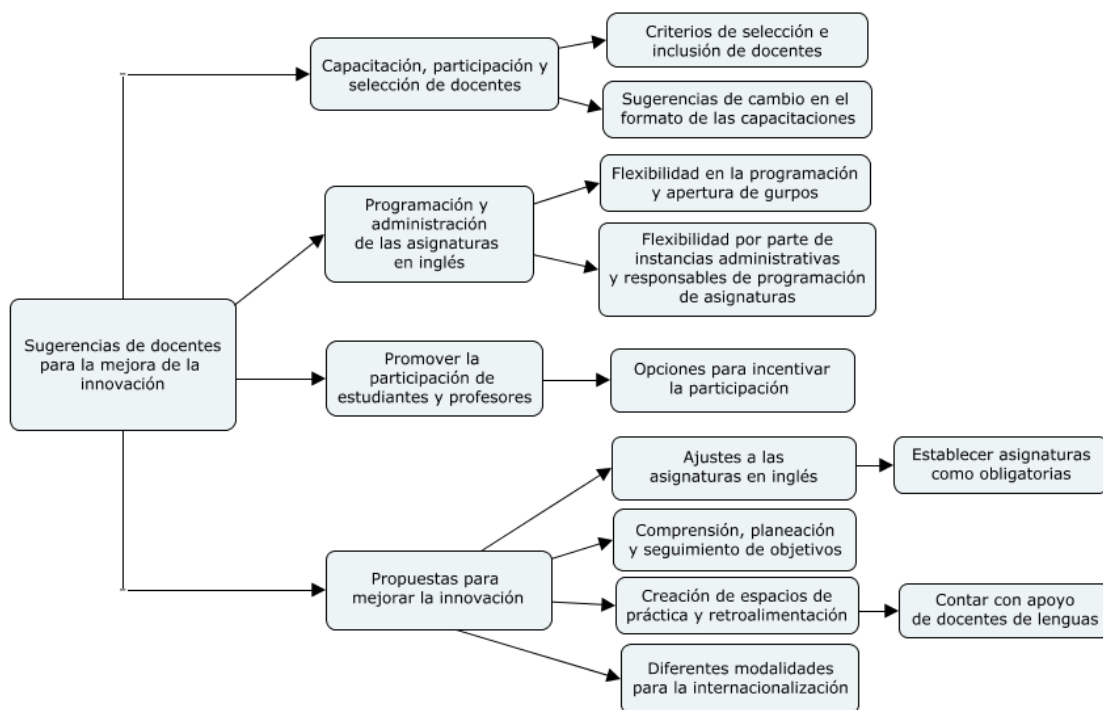 Sugerencias de docentes
para la mejora de la
innovación
Capacitación, participación y
selección de docentes
Criterios de selección e
inclusión de docentes
Sugerencias de cambio en el
formato de las capacitaciones
Programación y
administración
de las asignaturas
en inglés
Flexibilidad en la programación
y apertura de gurpos
Flexibilidad por parte de
instancias administrativas
y responsables de programación
de asignaturas
Promover la
participación de
estudiantes y profesores
Opciones para incentivar
la participación
Propuestas para
mejorar la innovación
Ajustes a las
asignaturas en inglés
Establecer asignaturas
como obligatorias
Comprensión, planeación
y seguimiento de objetivos
Creación de espacios de
práctica y retroalimentación
Contar con apoyo
de docentes de lenguas
Diferentes modalidades
para la internacionalización